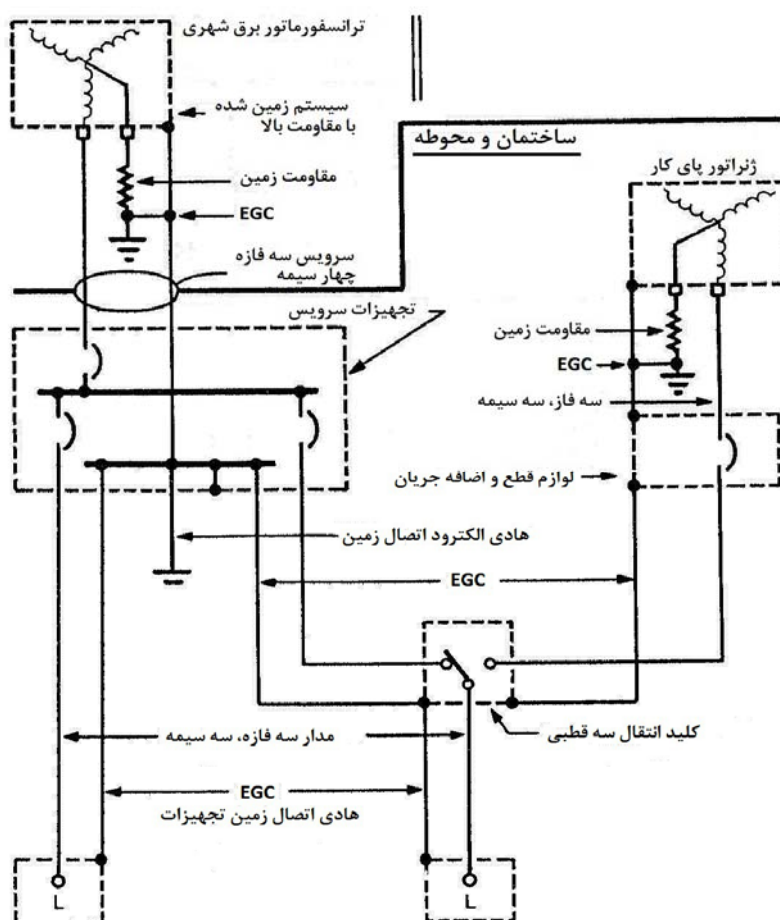 ترانسفورماتور برق شهری
سیستم زمین شده
با مقاومت بالا
ساختمان و محوطه
ژنراتور پای کار
مقاومت زمین
EGC
سرویس سه فازه
چهار سیمه
تجهیزات سرویس
مقاومت زمین
EGC
سه فاز، سه سیمه
لوازم قطع و اضافه جریان
هادی الکترود اتصال زمین
EGC
کلید انتقال سه قطبی
مدار سه فازه، سه سیمه
EGC
هادی اتصال زمین تجهیزات
L
L